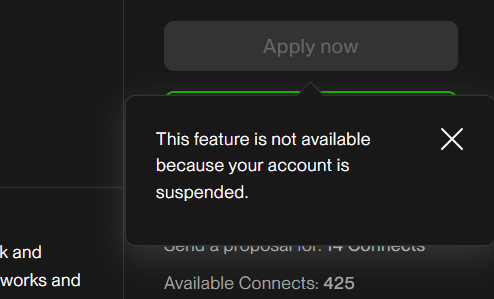 Apply now
This feature is not available
because your account is
suspended.
Send a proposal for: 14 Connects
k and
works and
Available Connects: 425